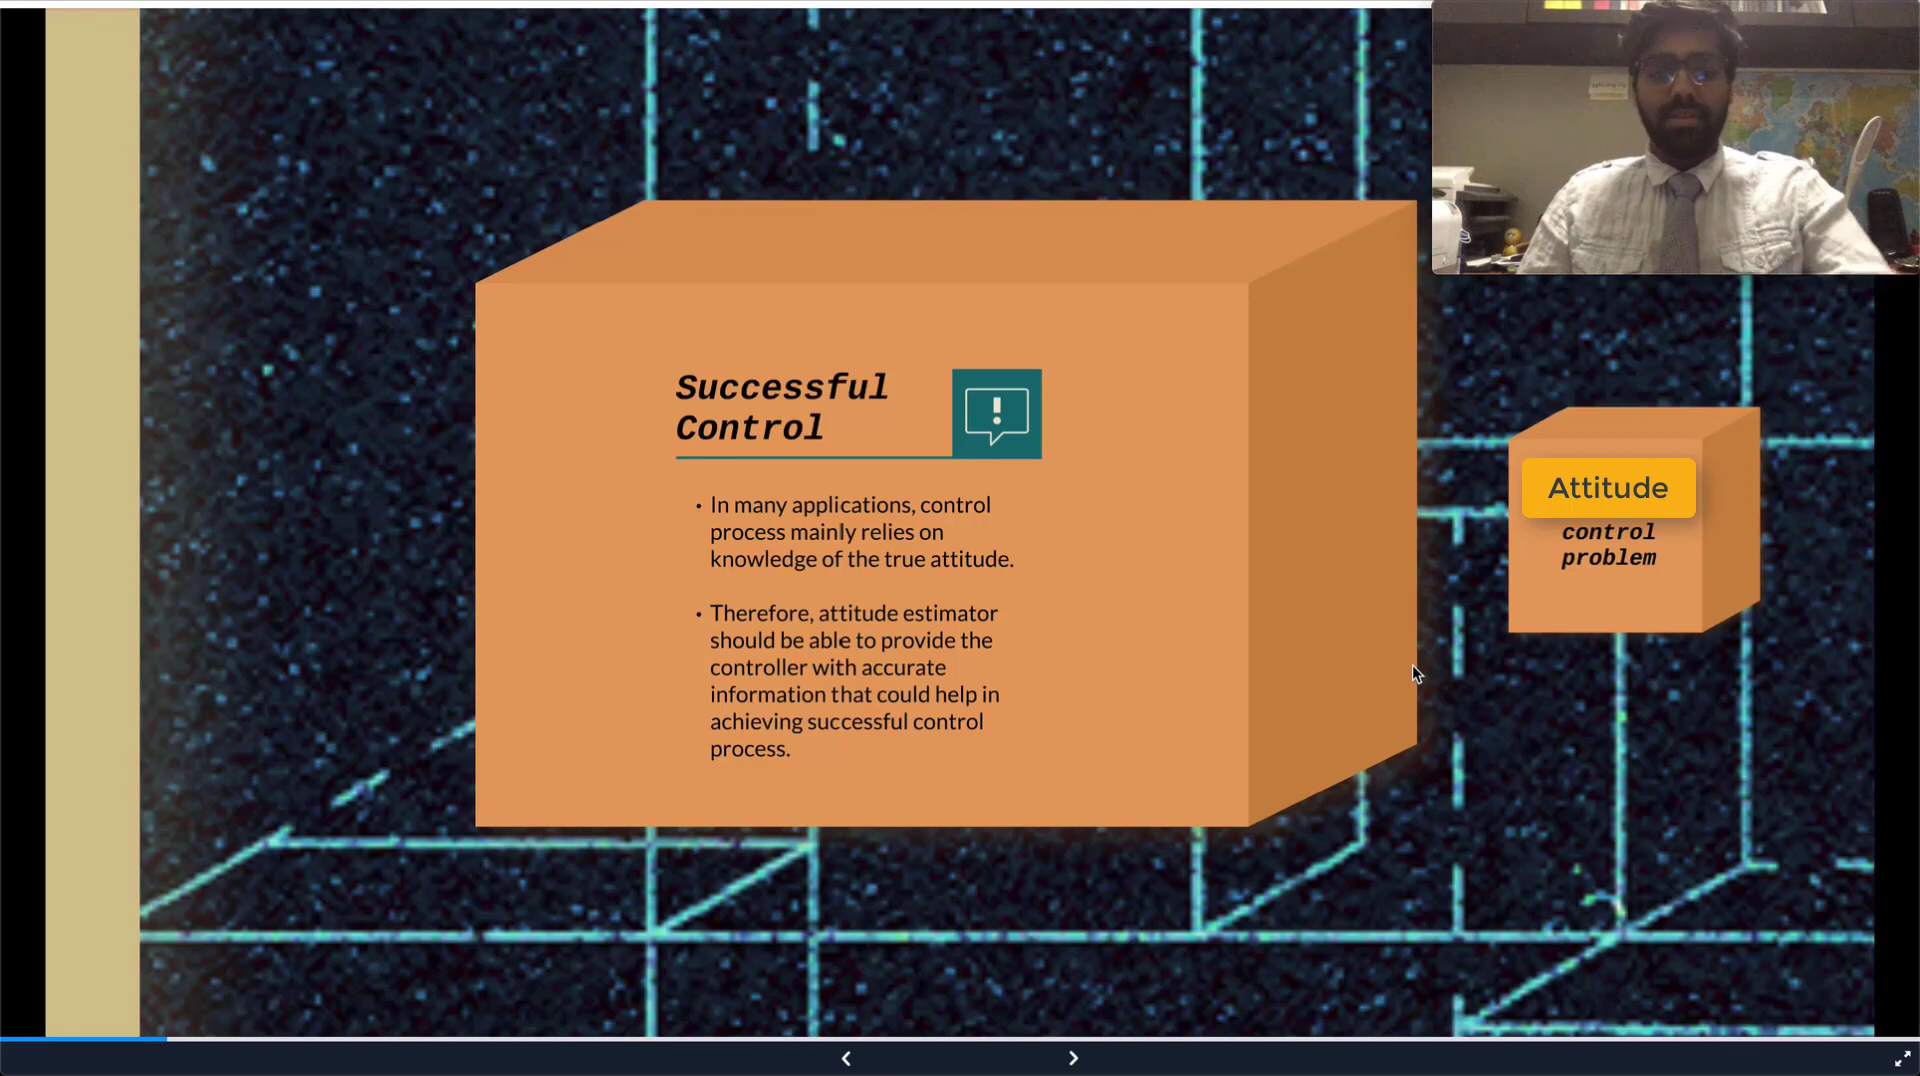 Successful
Control
• In many applications, control
process mainly relies on
knowledge of the true attitude.
• Therefore, attitude estimator
should be able to provide the
controller with accurate
information that could help in
achieving successful control
process.
Attitude
control
problem